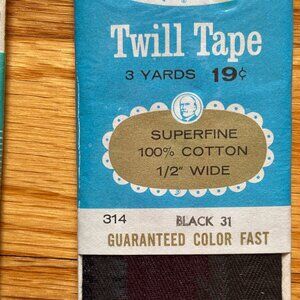 Twill Tape
3 YARDS 19¢
SUPERFINE
100% COTTON
1/2" WIDE
314 BLACK 31
GUARANTEED COLOR FAST